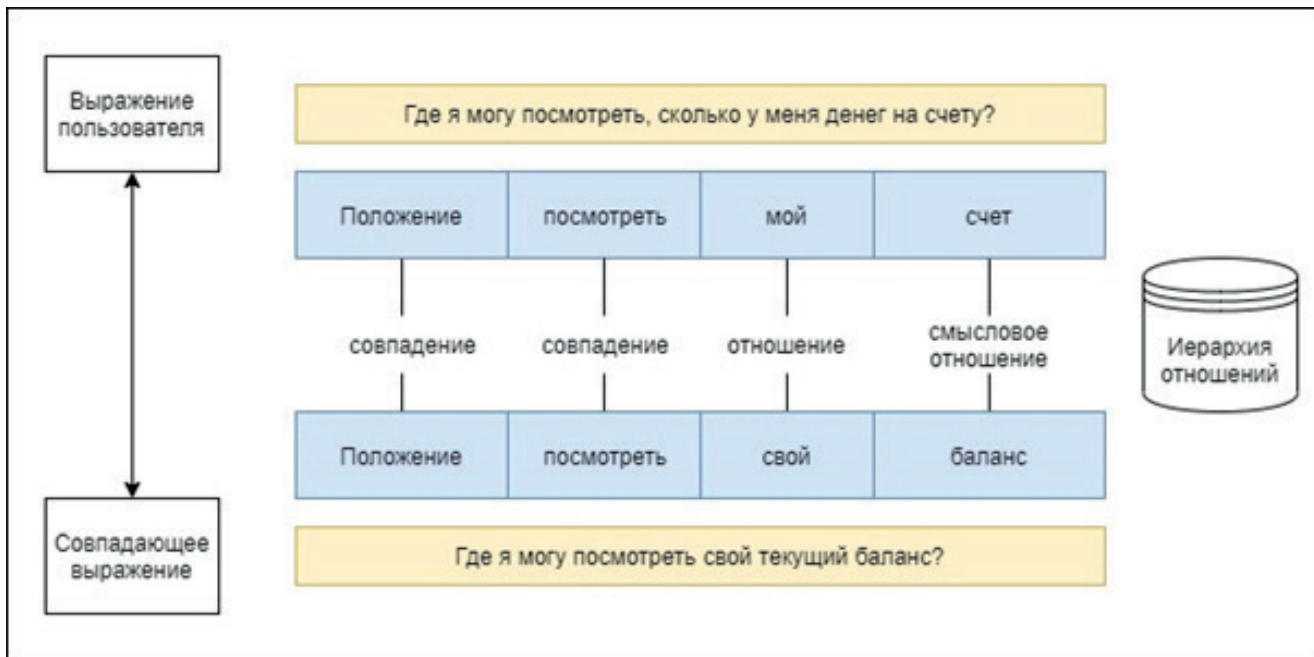 Выражение
пользователя
Где я могу посмотреть, сколько у меня денег на счету?
Положение посмотреть мой счет
совпадение совпадение отношение смысловое отношение
Иерархия
отношений
Положение посмотреть свой баланс
Совпадающее
выражение
Где я могу посмотреть свой текущий баланс?